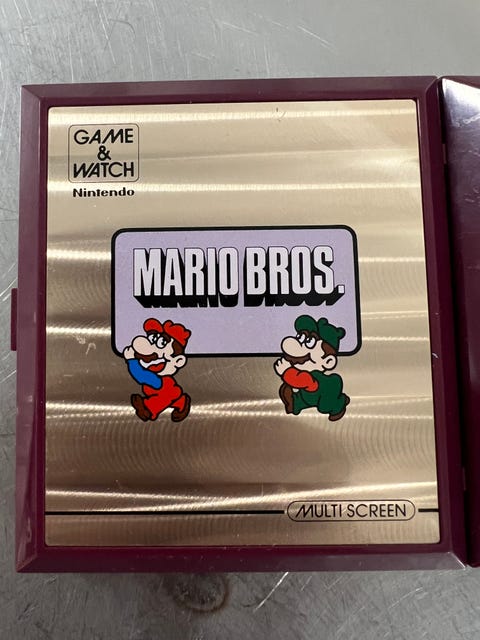 GAME
&
WATCH
Nintendo
MARIO BROS.
MULTI SCREEN